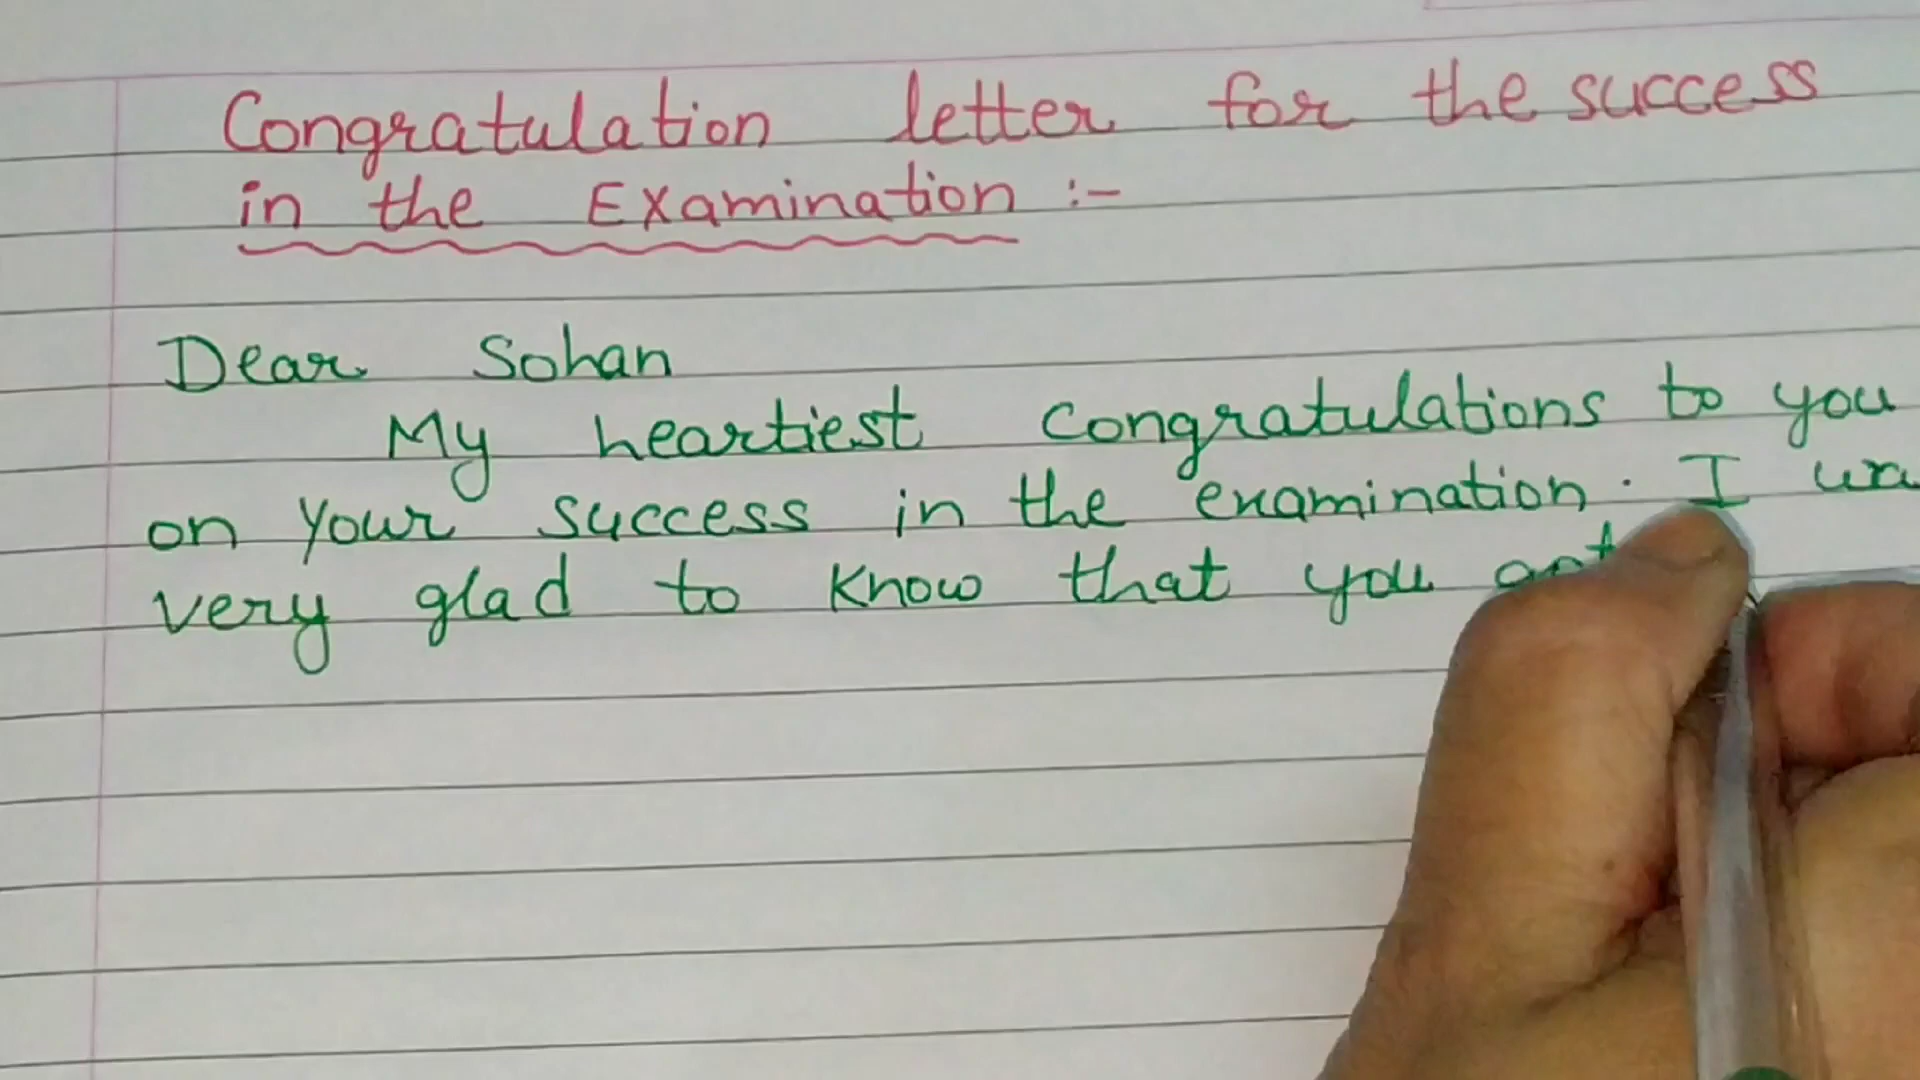 Congratulation letter for the success
in the Examination :-
Dear Sohan
My heartiest congratulations to you
on your success in the examination. I
very glad to know that you got